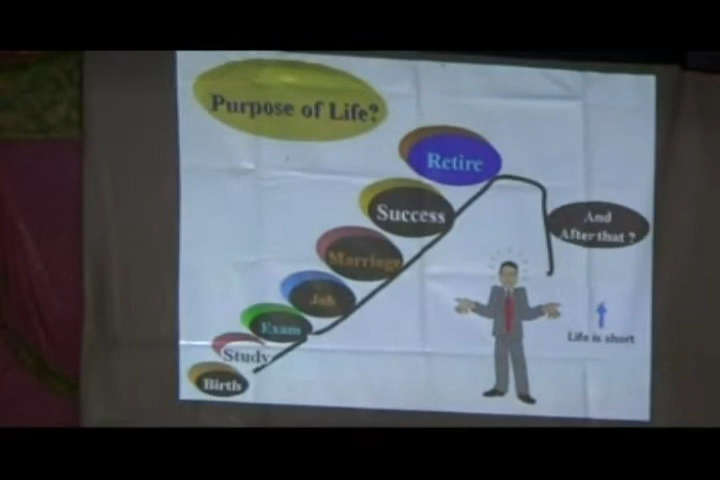 Purpose of Life?
Retire
Success
Marriage
Job
Exam
Study
Birth
And
After that ?
Life is short